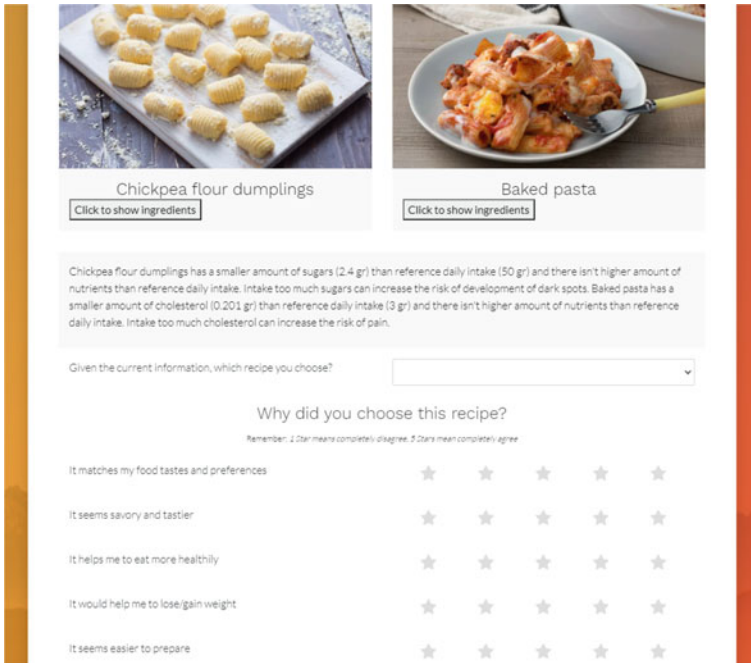 Chickpea flour dumplings
Click to show ingredients
Baked pasta
Click to show ingredients
Chickpea flour dumplings has a smaller amount of sugars (2.4 gr) than reference daily intake (50 gr) and there isn't higher amount of
nutrients than reference daily intake. Intake too much sugars can increase the risk of development of dark spots. Baked pasta has a
smaller amount of cholesterol (0.201 gr) than reference daily intake (3 gr) and there isn't higher amount of nutrients than reference
daily intake. Intake too much cholesterol can increase the risk of pain.
Given the current information, which recipe you choose?
Why did you choose this recipe?
Remember: 1 Star means completely disagree, 5 Stars mean completely agree
It matches my food tastes and preferences
It seems savory and tastier
It helps me to eat more healthily
It would help me to lose/gain weight
It seems easier to prepare